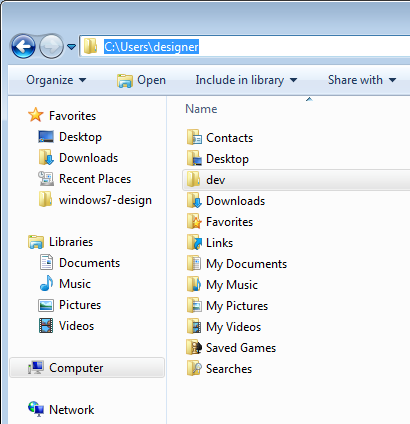 C:\Users\designer
Organize Open Include in library Share with
Favorites
Desktop
Downloads
Recent Places
windows7-design
Libraries
Documents
Music
Pictures
Videos
Computer
Network
Name
Contacts
Desktop
dev
Downloads
Favorites
Links
My Documents
My Music
My Pictures
My Videos
Saved Games
Searches